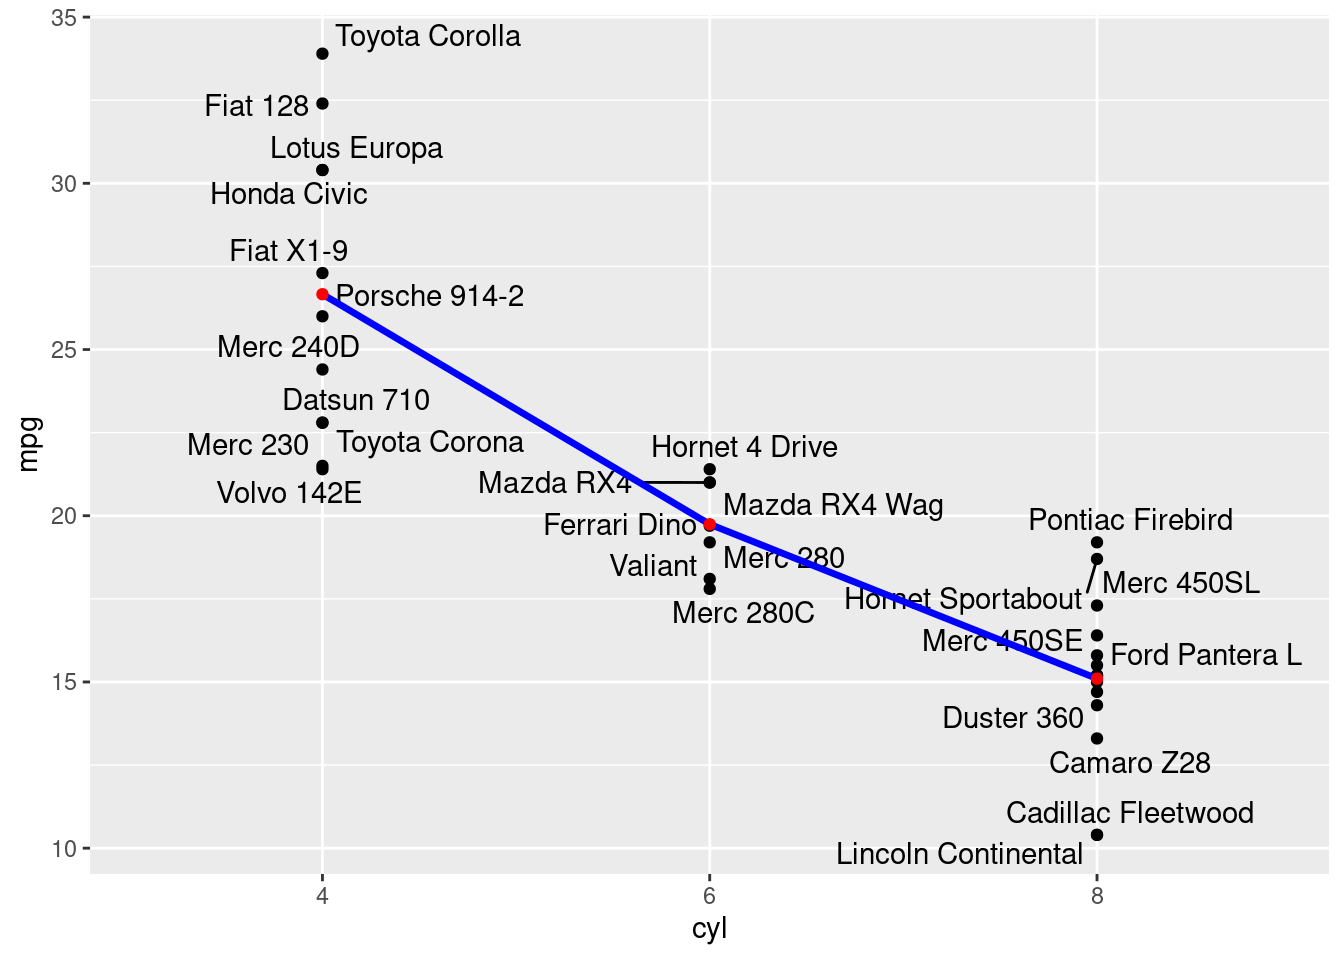 35
Toyota Corolla
Fiat 128
Lotus Europa
30
Honda Civic
Fiat X1-9
Porsche 914-2
25
Merc 240D
Datsun 710
mpg
Merc 230
Toyota Corona
Hornet 4 Drive
Volvo 142E
Mazda RX4
Mazda RX4 Wag
20
Ferrari Dino
Pontiac Firebird
Valiant
Merc 280
Merc 450SL
Hornet Sportabout
Merc 280C
Merc 450SE
Ford Pantera L
15
Duster 360
Camaro Z28
Cadillac Fleetwood
10
Lincoln Continental
4
6
8
cyl